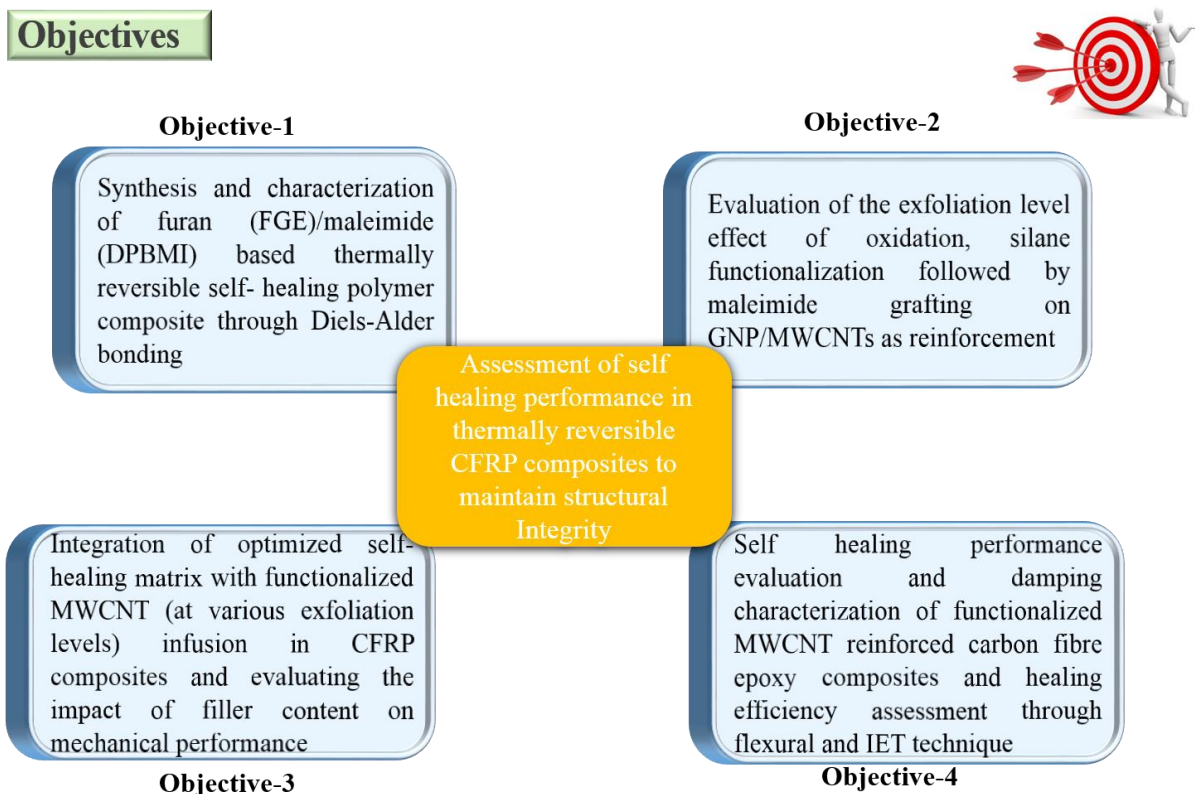 Objectives
Objective-1
Synthesis and characterization
of furan (FGE)/maleimide
(DPBMI) based thermally
reversible self- healing polymer
composite through Diels-Alder
bonding
Objective-2
Evaluation of the exfoliation level
effect of oxidation, silane
functionalization followed by
maleimide grafting on
GNP/MWCNTs as reinforcement
Assessment of self
healing performance in
thermally reversible
CFRP composites to
maintain structural
Integrity
Integration of optimized self-
healing matrix with functionalized
MWCNT (at various exfoliation
levels) infusion in CFRP
composites and evaluating the
impact of filler content on
mechanical performance
Objective-3
Self healing performance
evaluation and damping
characterization of functionalized
MWCNT reinforced carbon fibre
epoxy composites and healing
efficiency assessment through
flexural and IET technique
Objective-4